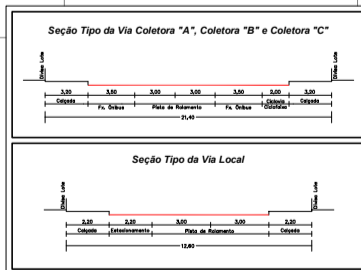 Seção Tipo da Via Coletora "A", Coletora "B" e Coletora "C"
Divisa Lote
Divisa Lote
3,20 3,50 3,00 3,00 3,50 2,00 3,20
Calçada Fx. Ônibus Pista de Rolamento Fx. Ônibus Ciclovia Ciclofaixa Calçada
21,40
Seção Tipo da Via Local
Divisa Lote
Divisa Lote
2,20 2,20 3,00 3,00 2,20
Calçada Estacionamento Pista de Rolamento Calçada
12,60